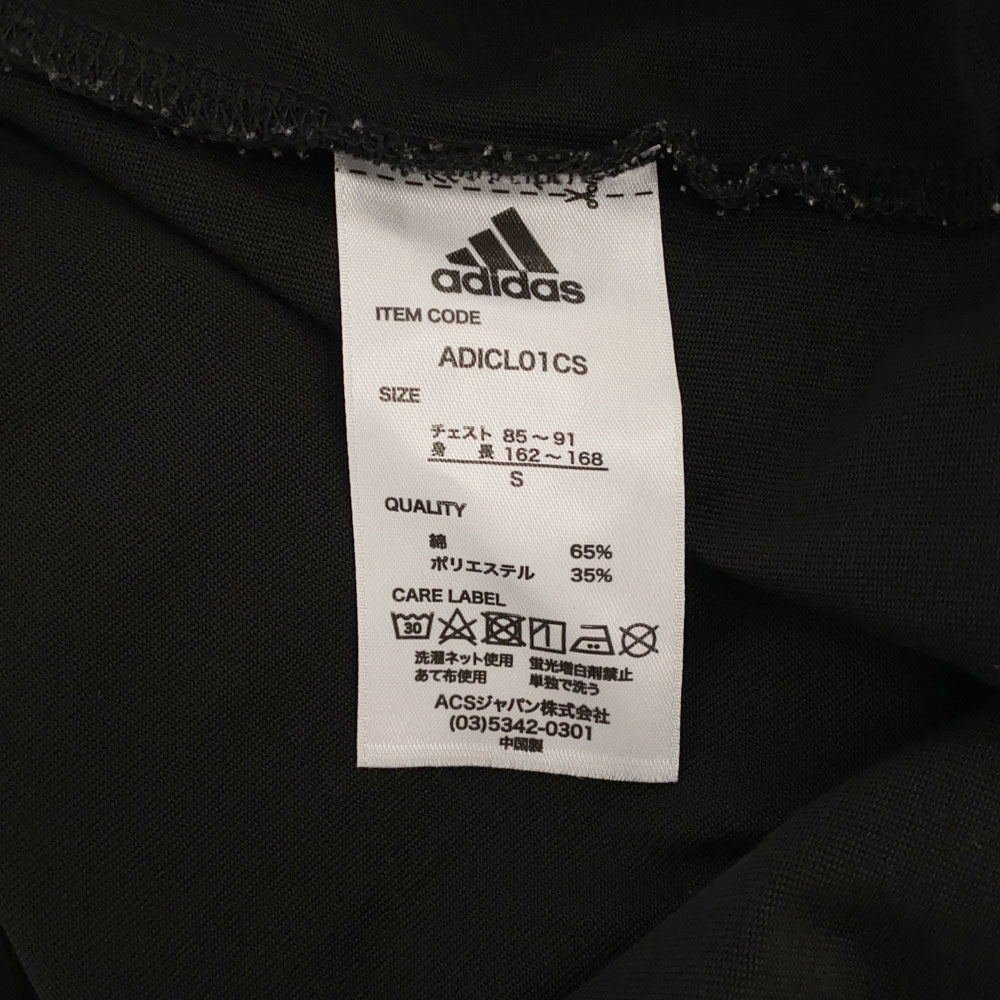 adidas
ITEM CODE
ADICL01CS
SIZE
チェスト 85～91
身 長 162～168
S
QUALITY
綿 65%
ポリエステル 35%
CARE LABEL
30
洗濯ネット使用 蛍光増白剤禁止
あて布使用 単独で洗う
ACSジャパン株式会社
(03)5342-0301
中国製